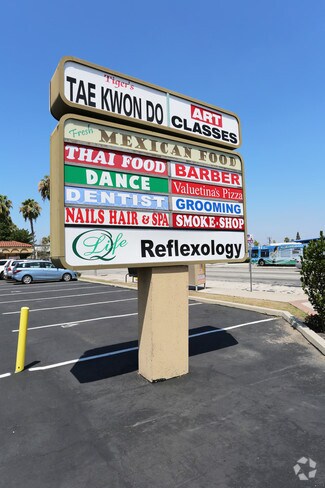 Tiger's
TAE KWON DO
ART
CLASSES
Fresh
MEXICAN FOOD
THAI FOOD
BARBER
DANCE
Valuetina's Pizza
DENTIST
GROOMING
NAILS HAIR & SPA
SMOKE-SHOP
Life
Reflexology